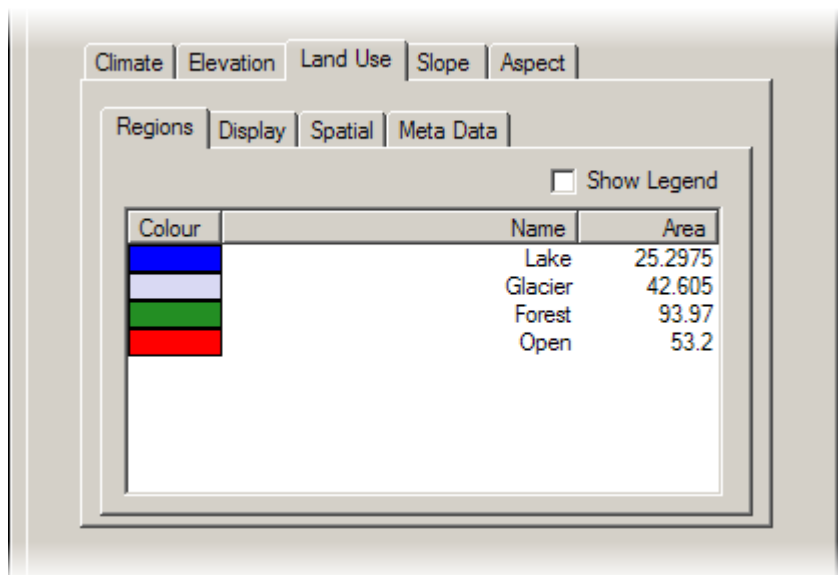 Climate Elevation Land Use Slope Aspect
Regions Display Spatial Meta Data
Show Legend
Colour Name Area
Lake 25.2975
Glacier 42.605
Forest 93.97
Open 53.2